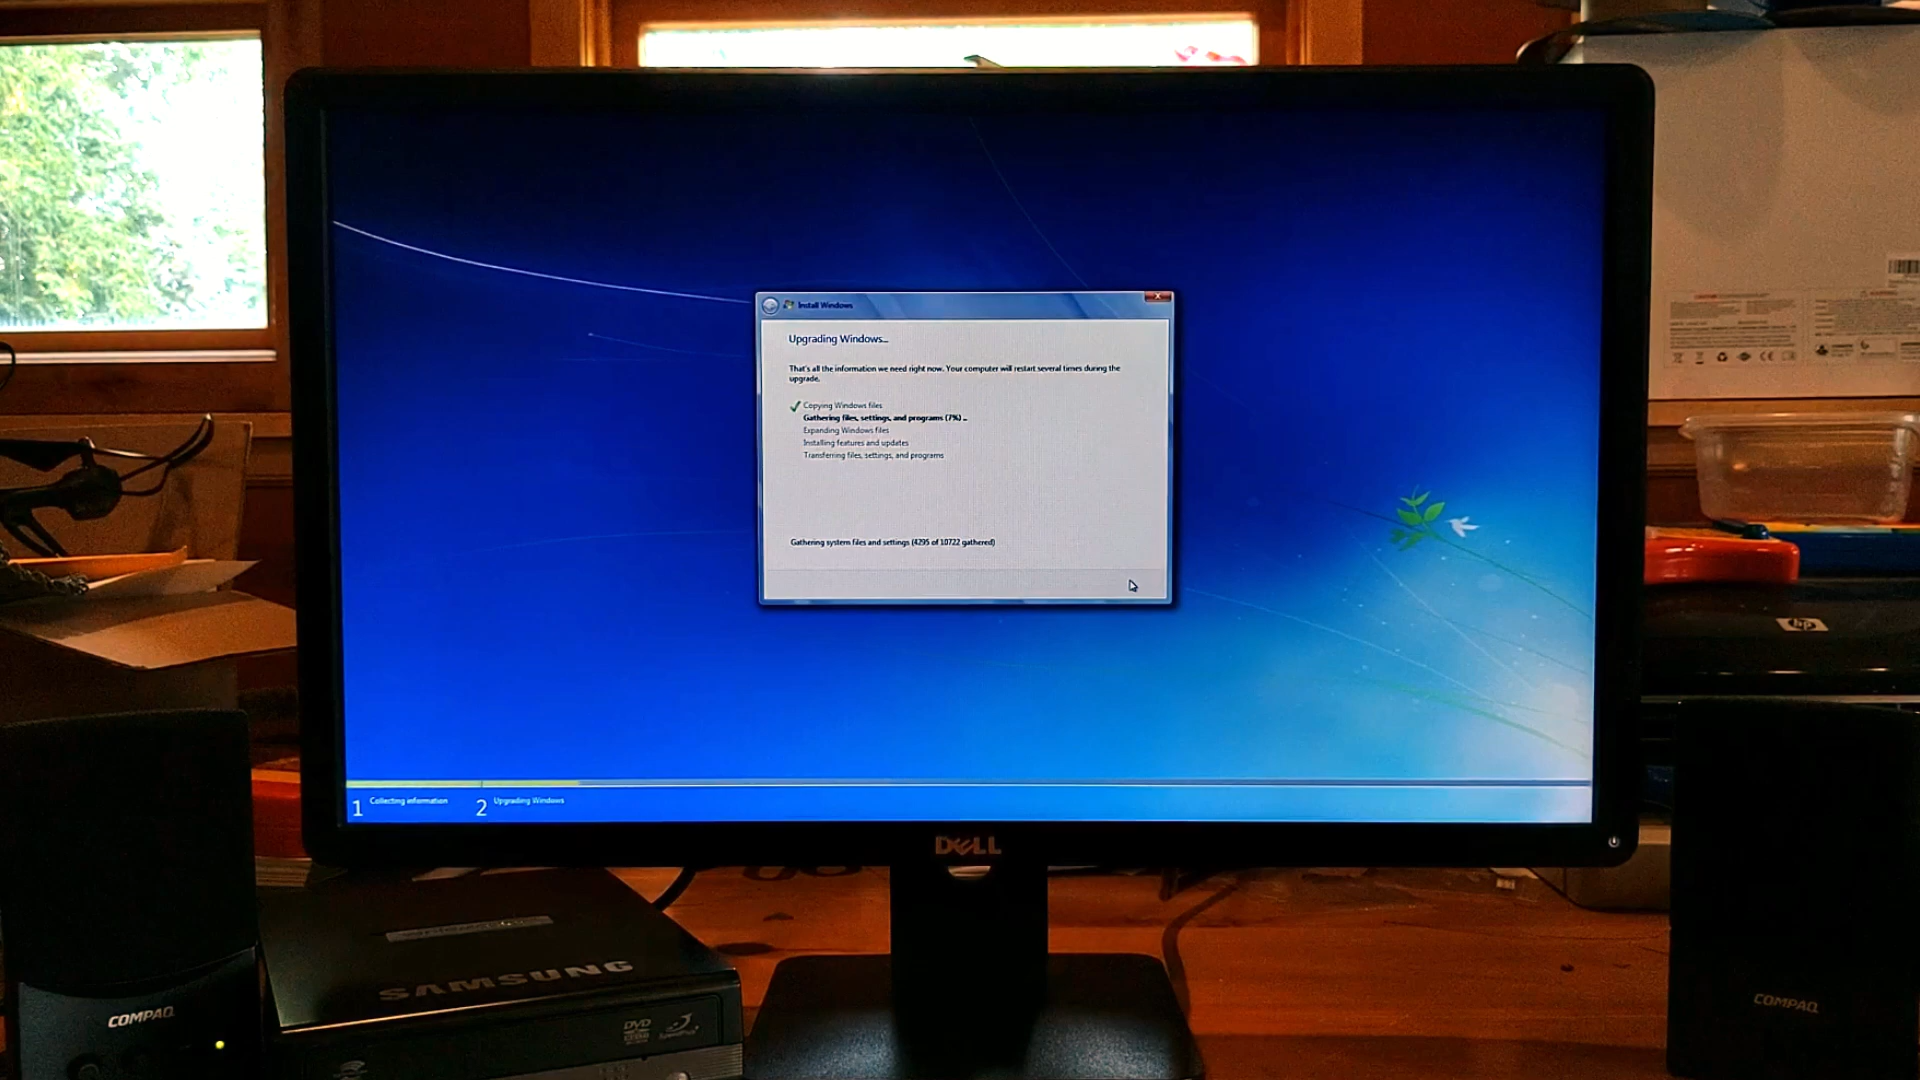 Install Windows
Upgrading Windows...
That's all the information we need right now. Your computer will restart several times during the
upgrade.
Copying Windows files
Gathering files, settings, and programs (7%) ...
Expanding Windows files
Installing features and updates
Transferring files, settings, and programs
Gathering system files and settings (4295 of 10722 gathered)
1 Collecting information
2 Upgrading Windows
DELL
hp
SAMSUNG
DVD
COMPAQ
COMPAQ